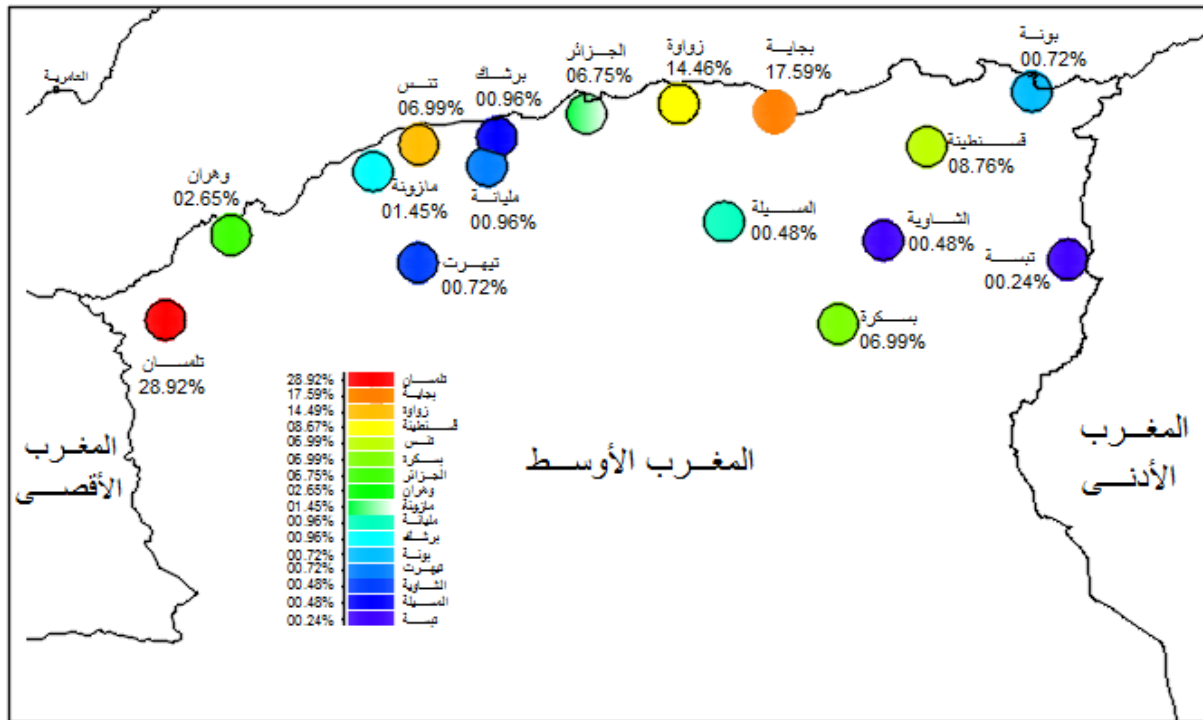 العامرية
تنس
06.99%
برشك
00.96%
الجزائر
06.75%
زواوة
14.46%
بجاية
17.59%
بونة
00.72%
وهران
02.65%
مازونة
01.45%
مليانة
00.96%
قسنطينة
08.76%
المسيلة
00.48%
الشاوية
00.48%
تبسة
00.24%
تيهرت
00.72%
بسكرة
06.99%
تلمسان
28.92%
28.92% تلمسان
17.59% بجاية
14.49% زواوة
08.67% قسنطينة
06.99% تنس
06.99% بسكرة
06.75% الجزائر
02.65% وهران
01.45% مازونة
00.96% مليانة
00.96% برشك
00.72% بونة
00.72% تيهرت
00.48% الشاوية
00.48% المسيلة
00.24% تبسة
المغرب
الأقصى
المغرب الأوسط
المغرب
الأدنى